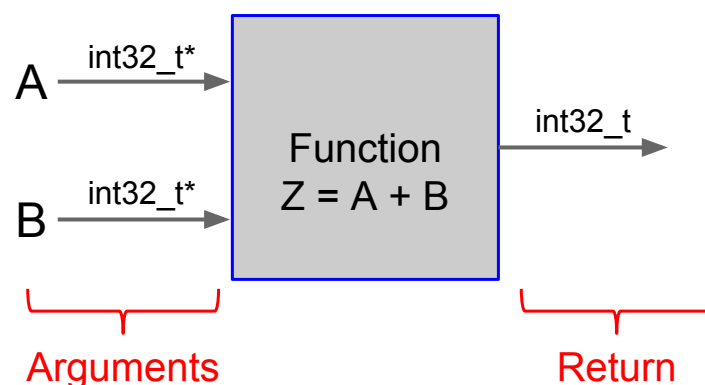 A
int32_t*
B
int32_t*
Function
Z = A + B
int32_t
Arguments
Return